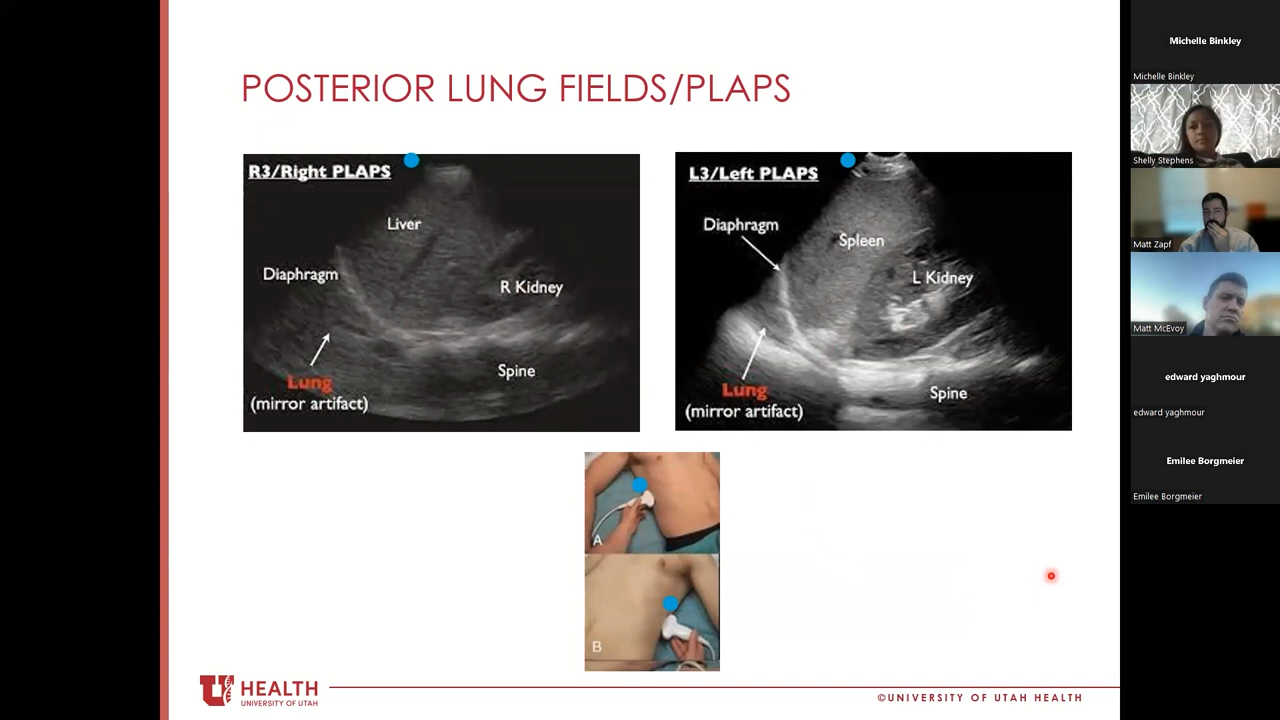 POSTERIOR LUNG FIELDS/PLAPS
R3/Right PLAPS
Liver
Diaphragm
R Kidney
Lung
(mirror artifact)
Spine
L3/Left PLAPS
Diaphragm
Spleen
L Kidney
Lung
(mirror artifact)
Spine
A
B
U HEALTH
UNIVERSITY OF UTAH
©UNIVERSITY OF UTAH HEALTH
Michelle Binkley
Michelle Binkley
Shelly Stephens
Matt Zapf
Matt McEvoy
edward yaghmour
edward yaghmour
Emilee Borgmeier
Emilee Borgmeier